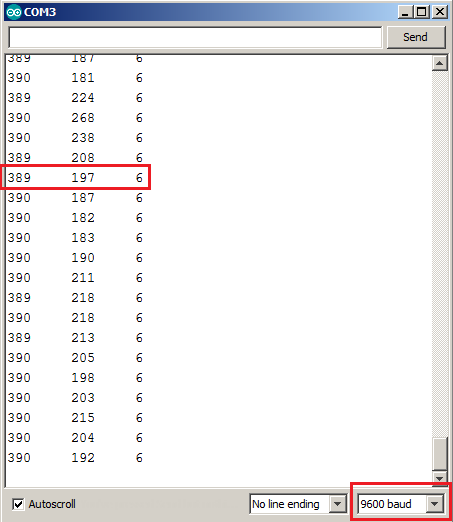 COM3
Send
389 187 6
390 181 6
389 224 6
390 268 6
390 238 6
389 208 6
389 197 6
390 187 6
390 182 6
390 183 6
390 190 6
390 211 6
389 218 6
390 218 6
389 213 6
390 205 6
390 198 6
390 203 6
390 215 6
390 204 6
390 192 6
Autoscroll No line ending 9600 baud